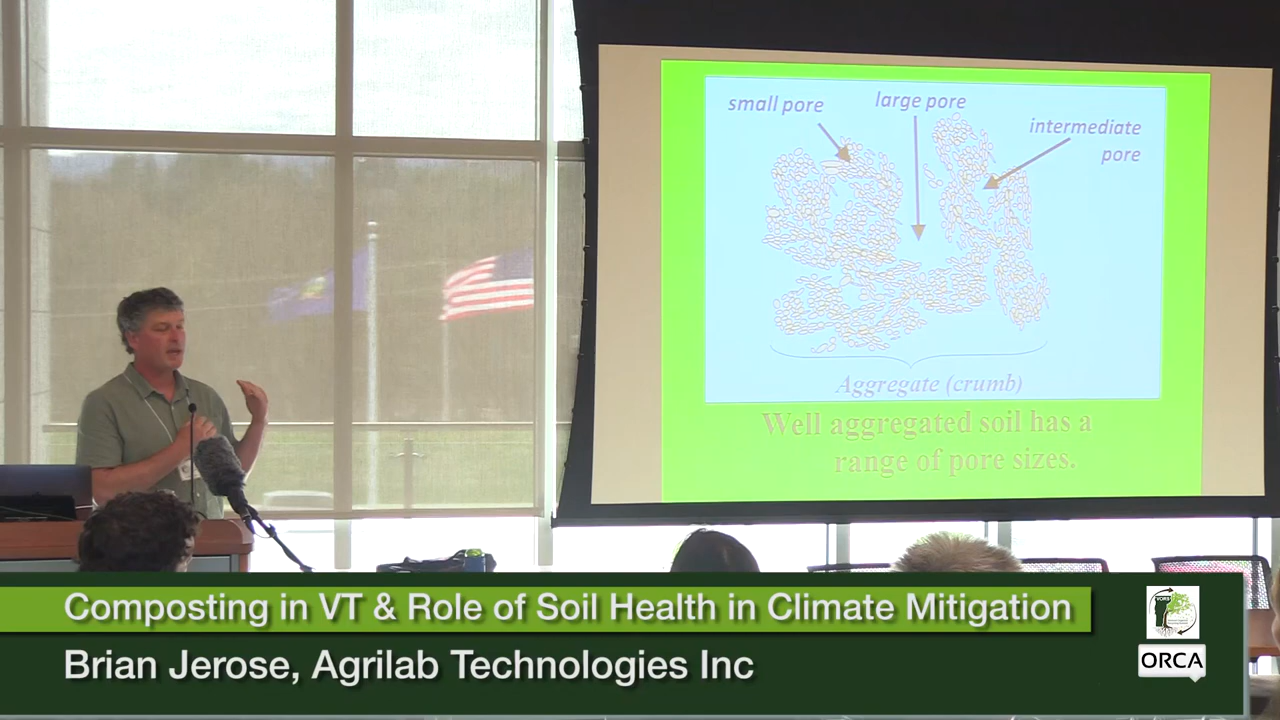 small pore
large pore
intermediate
pore
Aggregate (crumb)
Well aggregated soil has a
range of pore sizes.
Composting in VT & Role of Soil Health in Climate Mitigation
Brian Jerose, Agrilab Technologies Inc
ORCA